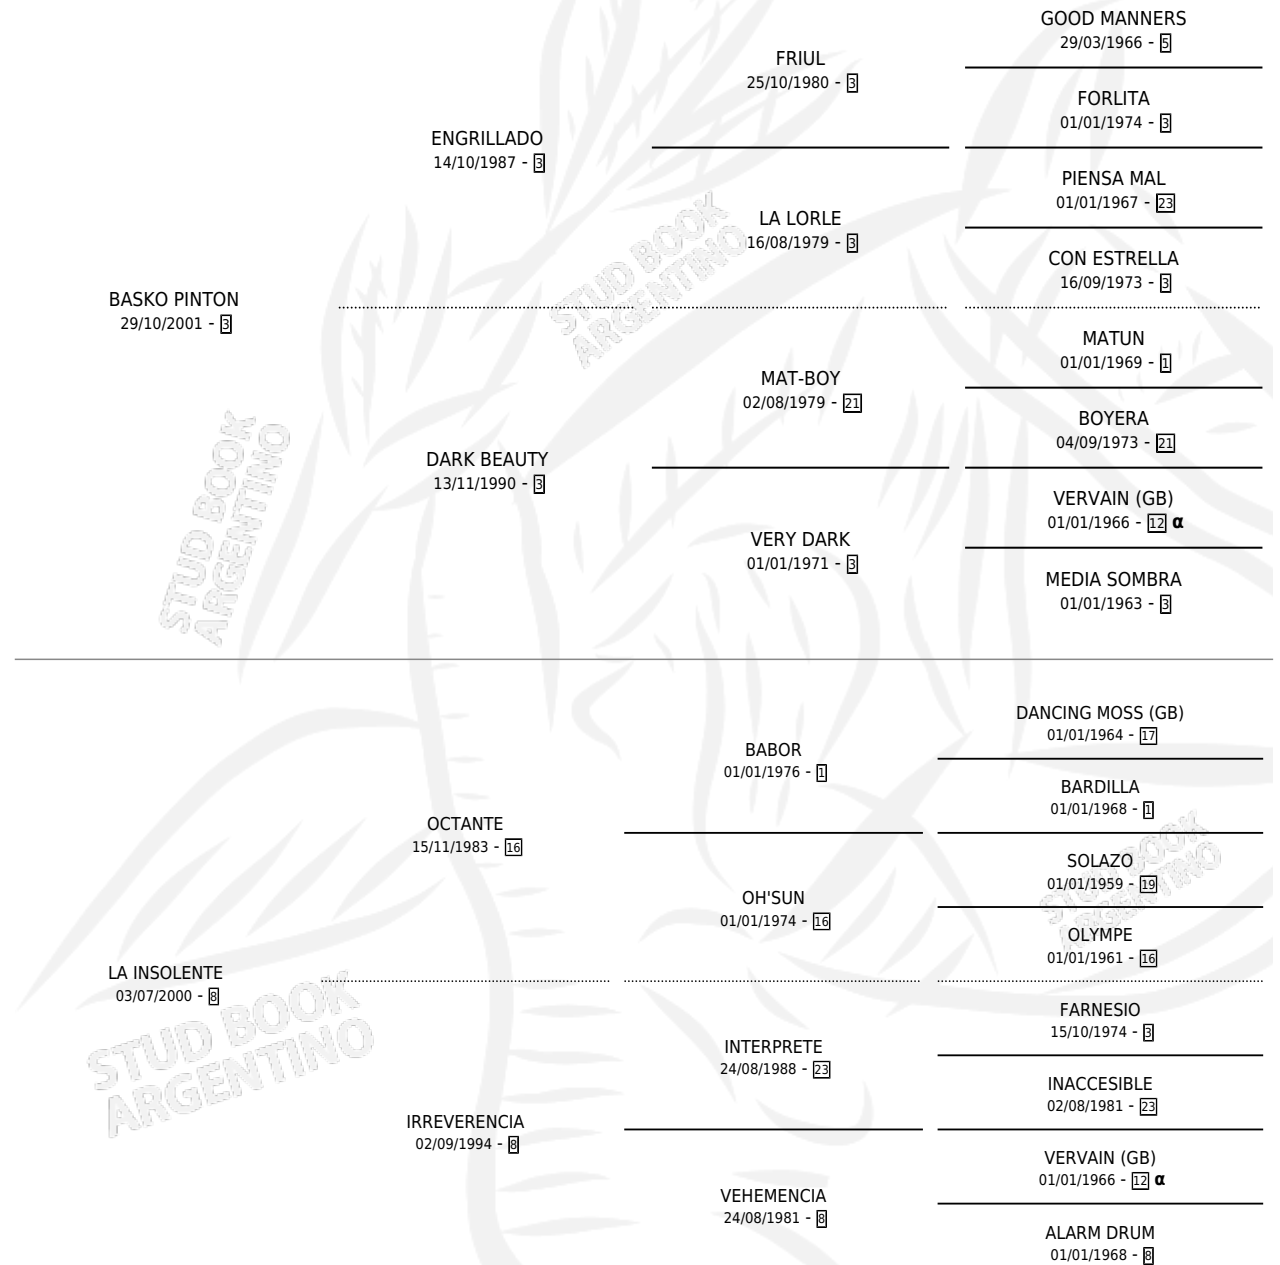 GOOD MANNERS
29/03/1966 - 5
FRIUL
25/10/1980 - 3
FORLITA
01/01/1974 - 3
ENGRILLADO
14/10/1987 - 3
PIENSA MAL
01/01/1967 - 23
LA LORLE
16/08/1979 - 3
CON ESTRELLA
16/09/1973 - 3
BASKO PINTON
29/10/2001 - 3
MATUN
01/01/1969 - 1
MAT-BOY
02/08/1979 - 21
BOYERA
04/09/1973 - 21
DARK BEAUTY
13/11/1990 - 3
VERVAIN (GB)
01/01/1966 - 12 α
VERY DARK
01/01/1971 - 3
MEDIA SOMBRA
01/01/1963 - 3
STUD BOOK
ARGENTINO
STUD BOOK
ARGENTINO
DANCING MOSS (GB)
01/01/1964 - 17
BABOR
01/01/1976 - 1
BARDILLA
01/01/1968 - 1
OCTANTE
15/11/1983 - 16
SOLAZO
01/01/1959 - 19
OH'SUN
01/01/1974 - 16
OLYMPE
01/01/1961 - 16
LA INSOLENTE
03/07/2000 - 8
FARNESIO
15/10/1974 - 3
INTERPRETE
24/08/1988 - 23
INACCESIBLE
02/08/1981 - 23
IRREVERENCIA
02/09/1994 - 8
VERVAIN (GB)
01/01/1966 - 12 α
VEHEMENCIA
24/08/1981 - 8
ALARM DRUM
01/01/1968 - 8
STUD BOOK
ARGENTINO
STUD BOOK
ARGENTINO